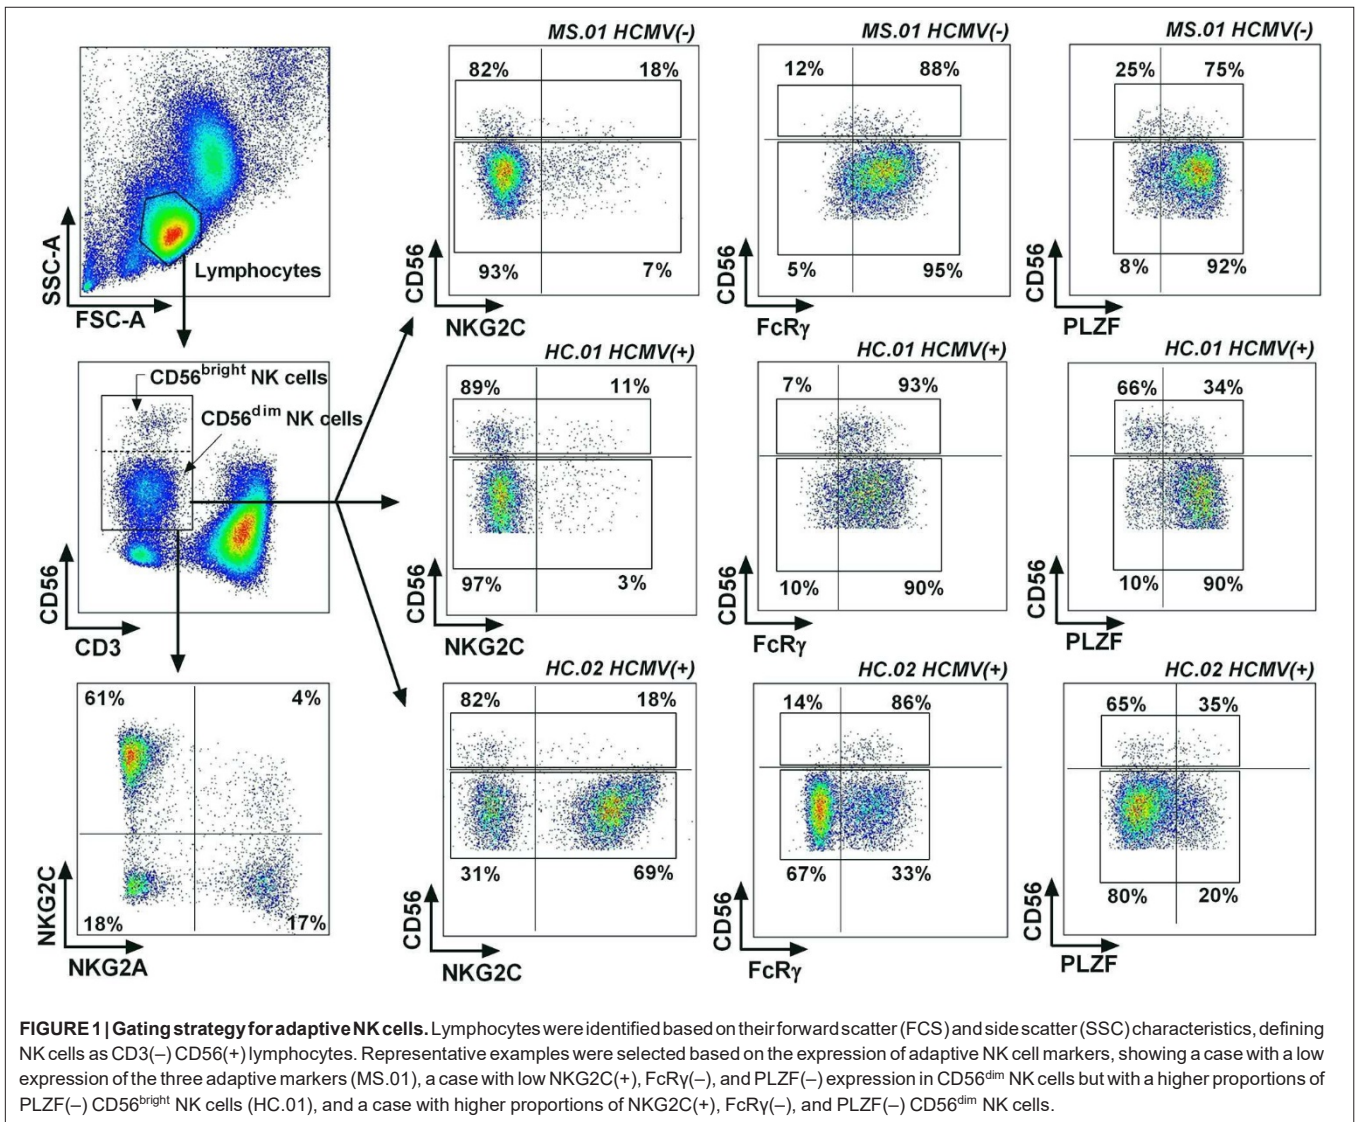 MS.01 HCMV(-)
MS.01 HCMV(-)
MS.01 HCMV(-)
82% 18%
12% 88%
25% 75%
SSC-A
Lymphocytes
FSC-A
CD56
93% 7%
NKG2C
CD56
5% 95%
FcRγ
CD56
8% 92%
PLZF
HC.01 HCMV(+)
HC.01 HCMV(+)
HC.01 HCMV(+)
CD56bright NK cells
CD56dim NK cells
89% 11%
7% 93%
66% 34%
CD56
CD3
CD56
97% 3%
NKG2C
CD56
10% 90%
FcRγ
CD56
10% 90%
PLZF
HC.02 HCMV(+)
HC.02 HCMV(+)
HC.02 HCMV(+)
61% 4%
82% 18%
14% 86%
65% 35%
NKG2C
18% 17%
NKG2A
CD56
31% 69%
NKG2C
CD56
67% 33%
FcRγ
CD56
80% 20%
PLZF
FIGURE 1 | Gating strategy for adaptive NK cells. Lymphocytes were identified based on their forward scatter (FCS) and side scatter (SSC) characteristics, defining
NK cells as CD3(−) CD56(+) lymphocytes. Representative examples were selected based on the expression of adaptive NK cell markers, showing a case with a low
expression of the three adaptive markers (MS.01), a case with low NKG2C(+), FcRγ(−), and PLZF(−) expression in CD56dim NK cells but with a higher proportions of
PLZF(−) CD56bright NK cells (HC.01), and a case with higher proportions of NKG2C(+), FcRγ(−), and PLZF(−) CD56dim NK cells.